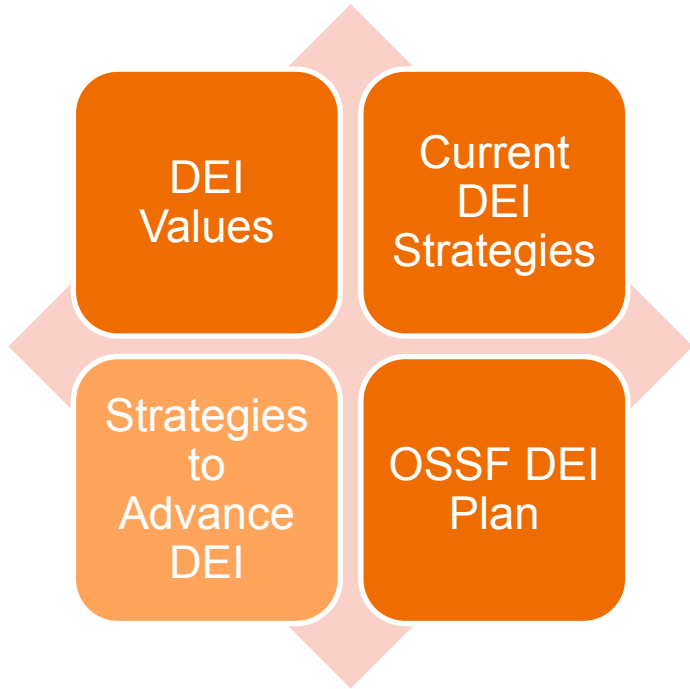 DEI
Values
Current
DEI
Strategies
Strategies
to
Advance
DEI
OSSF DEI
Plan